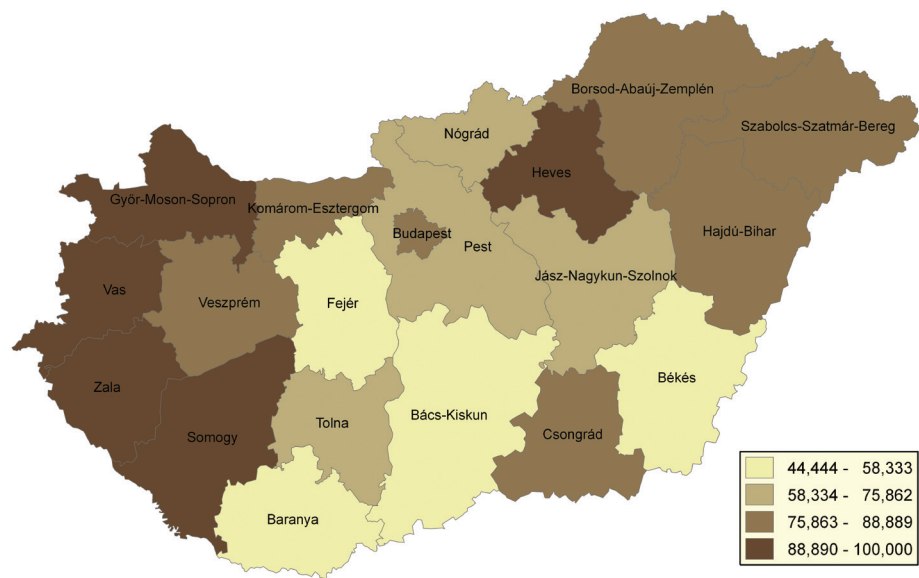 Borsod-Abaúj-Zemplén
Szabolcs-Szatmár-Bereg
Nógrád
Heves
Győr-Moson-Sopron
Komárom-Esztergom
Budapest
Pest
Hajdú-Bihar
Jász-Nagykun-Szolnok
Vas
Veszprém
Fejér
Zala
Békés
Bács-Kiskun
Tolna
Somogy
Csongrád
Baranya
44,444 - 58,333
58,334 - 75,862
75,863 - 88,889
88,890 - 100,000